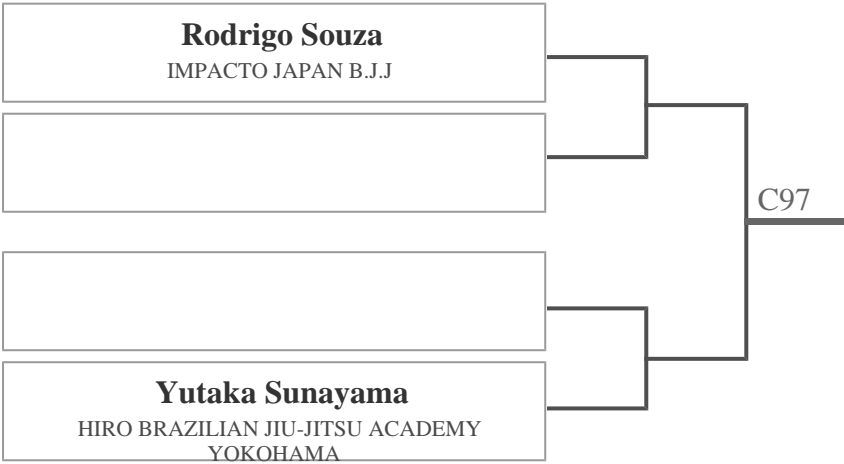 Rodrigo Souza
IMPACTO JAPAN B.J.J
C97
Yutaka Sunayama
HIRO BRAZILIAN JIU-JITSU ACADEMY
YOKOHAMA